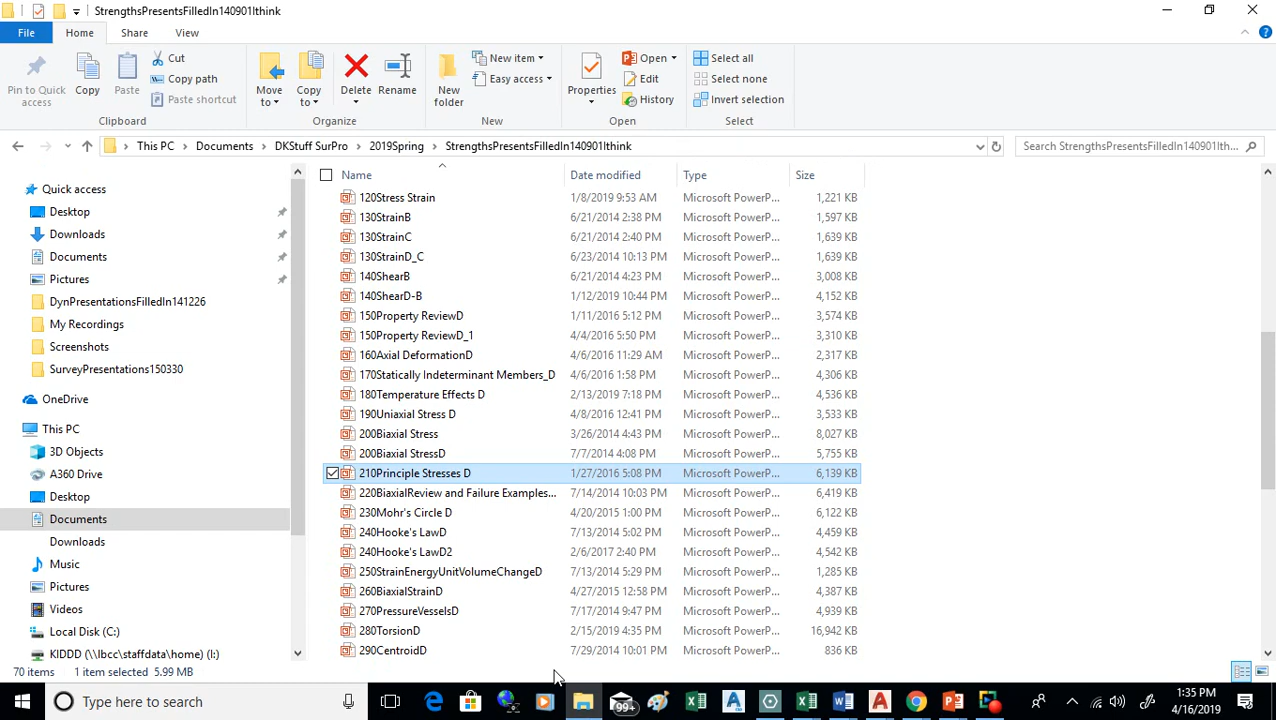 StrengthsPresentsFilledIn140901Ithink
File Home Share View
Pin to Quick access
Copy
Paste
Cut
Copy path
Paste shortcut
Clipboard
Move to
Copy to
Delete
Rename
Organize
New folder
New item
Easy access
New
Properties
Open
Edit
History
Open
Select all
Select none
Invert selection
Select
This PC Documents DKStuff SurPro 2019Spring StrengthsPresentsFilledIn140901Ithink
Search StrengthsPresentsFilledIn140901Ith...
Quick access
Desktop
Downloads
Documents
Pictures
DynPresentationsFilledIn141226
My Recordings
Screenshots
SurveyPresentations150330
OneDrive
This PC
3D Objects
A360 Drive
Desktop
Documents
Downloads
Music
Pictures
Videos
Local Disk (C:)
KIDDD (\\lbcc\staffdata\home) (I:)
Name Date modified Type Size
120Stress Strain 1/8/2019 9:53 AM Microsoft PowerP... 1,221 KB
130StrainB 6/21/2014 2:38 PM Microsoft PowerP... 1,597 KB
130StrainC 6/21/2014 2:40 PM Microsoft PowerP... 1,639 KB
130StrainD_C 6/23/2014 10:13 PM Microsoft PowerP... 1,639 KB
140ShearB 6/21/2014 4:23 PM Microsoft PowerP... 3,008 KB
140ShearD-B 1/12/2019 10:44 PM Microsoft PowerP... 4,152 KB
150Property ReviewD 1/11/2016 5:12 PM Microsoft PowerP... 3,574 KB
150Property ReviewD_1 4/4/2016 5:50 PM Microsoft PowerP... 3,310 KB
160Axial DeformationD 4/6/2016 11:29 AM Microsoft PowerP... 2,317 KB
170Statically Indeterminant Members_D 4/6/2016 1:58 PM Microsoft PowerP... 4,306 KB
180Temperature Effects D 2/13/2019 7:18 PM Microsoft PowerP... 4,536 KB
190Uniaxial Stress D 4/8/2016 12:41 PM Microsoft PowerP... 3,533 KB
200Biaxial Stress 3/26/2014 4:43 PM Microsoft PowerP... 8,027 KB
200Biaxial StressD 7/7/2014 4:08 PM Microsoft PowerP... 5,755 KB
210Principle Stresses D 1/27/2016 5:08 PM Microsoft PowerP... 6,139 KB
220BiaxialReview and Failure Examples... 7/14/2014 10:03 PM Microsoft PowerP... 6,419 KB
230Mohr's Circle D 4/20/2015 1:00 PM Microsoft PowerP... 6,122 KB
240Hooke's LawD 7/13/2014 5:02 PM Microsoft PowerP... 4,459 KB
240Hooke's LawD2 2/6/2017 2:40 PM Microsoft PowerP... 4,542 KB
250StrainEnergyUnitVolumeChangeD 7/13/2014 5:29 PM Microsoft PowerP... 1,285 KB
260BiaxialStrainD 4/27/2015 12:58 PM Microsoft PowerP... 4,387 KB
270PressureVesselsD 7/17/2014 9:47 PM Microsoft PowerP... 4,939 KB
280TorsionD 2/15/2019 4:35 PM Microsoft PowerP... 16,942 KB
290CentroidD 7/29/2014 10:01 PM Microsoft PowerP... 836 KB
70 items 1 item selected 5.99 MB
Type here to search
99+
1:35 PM
4/16/2019